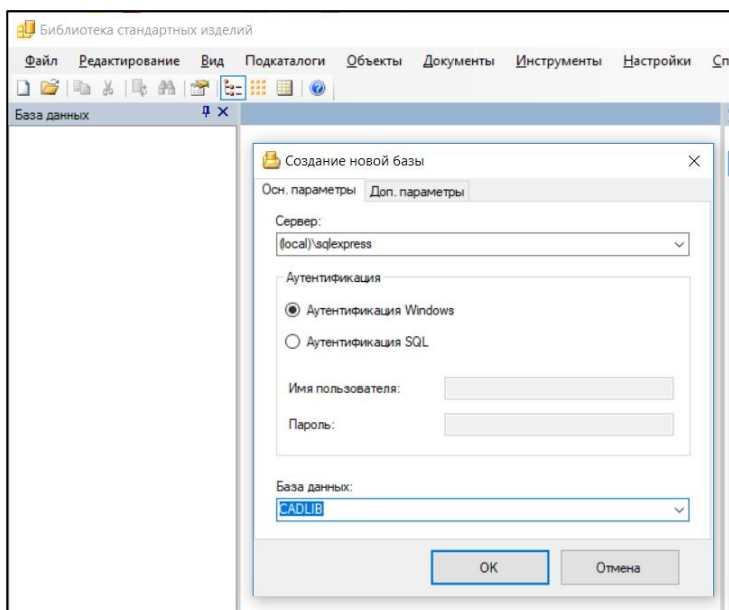 Библиотека стандартных изделий
Файл Редактирование Вид Подкаталоги Объекты Документы Инструменты Настройки Сп
База данных
Создание новой базы
Осн. параметры Доп. параметры
Сервер:
(local)\sqlexpress
Аутентификация
Аутентификация Windows
Аутентификация SQL
Имя пользователя:
Пароль:
База данных:
CADLIB
OK Отмена